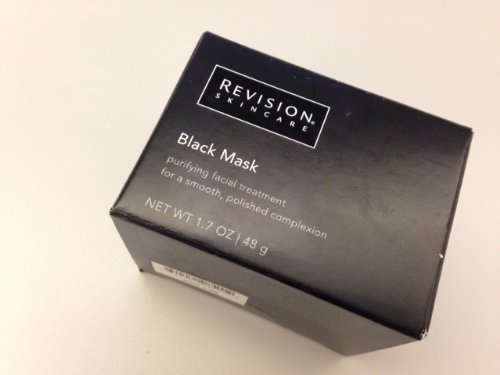 REVISION®
SKINCARE
Black Mask
purifying facial treatment
for a smooth, polished complexion
NET WT 1.7 OZ | 48 g